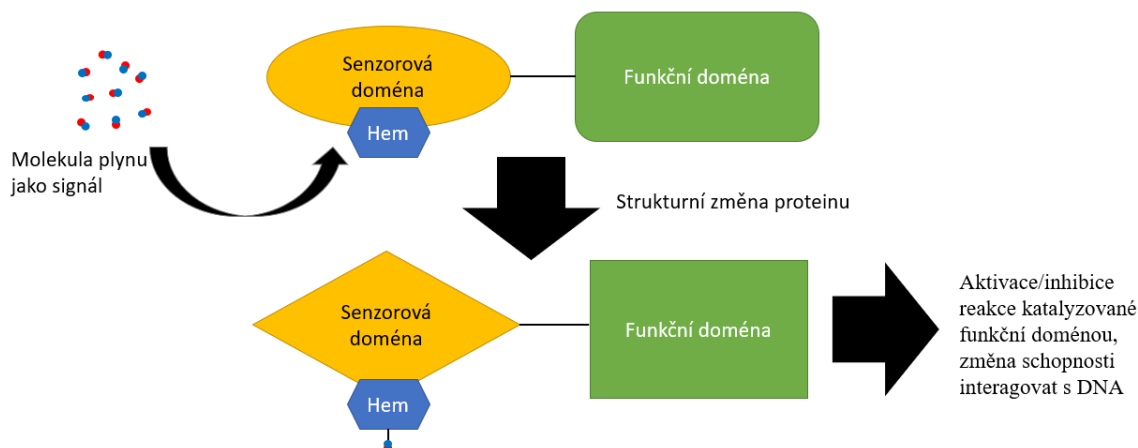 Senzorová
doména
Funkční doména
Hem
Molekula plynu
jako signál
Strukturní změna proteinu
Senzorová
doména
Funkční doména
Hem
Aktivace/inhibice
reakce katalyzované
funkční doménou,
změna schopnosti
interagovat s DNA